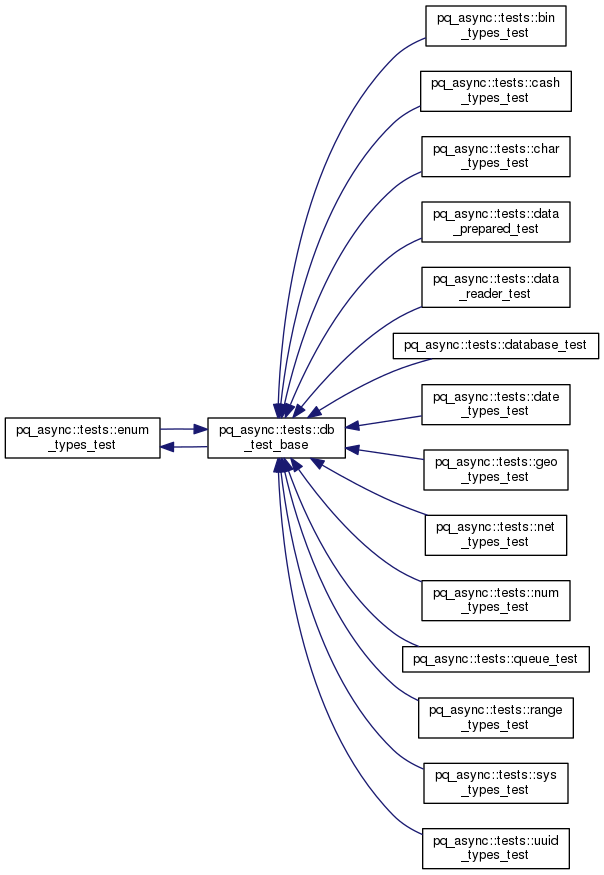 pq_async::tests::bin
_types_test
pq_async::tests::cash
_types_test
pq_async::tests::char
_types_test
pq_async::tests::data
_prepared_test
pq_async::tests::data
_reader_test
pq_async::tests::database_test
pq_async::tests::date
_types_test
pq_async::tests::enum
_types_test
pq_async::tests::db
_test_base
pq_async::tests::geo
_types_test
pq_async::tests::net
_types_test
pq_async::tests::num
_types_test
pq_async::tests::queue_test
pq_async::tests::range
_types_test
pq_async::tests::sys
_types_test
pq_async::tests::uuid
_types_test